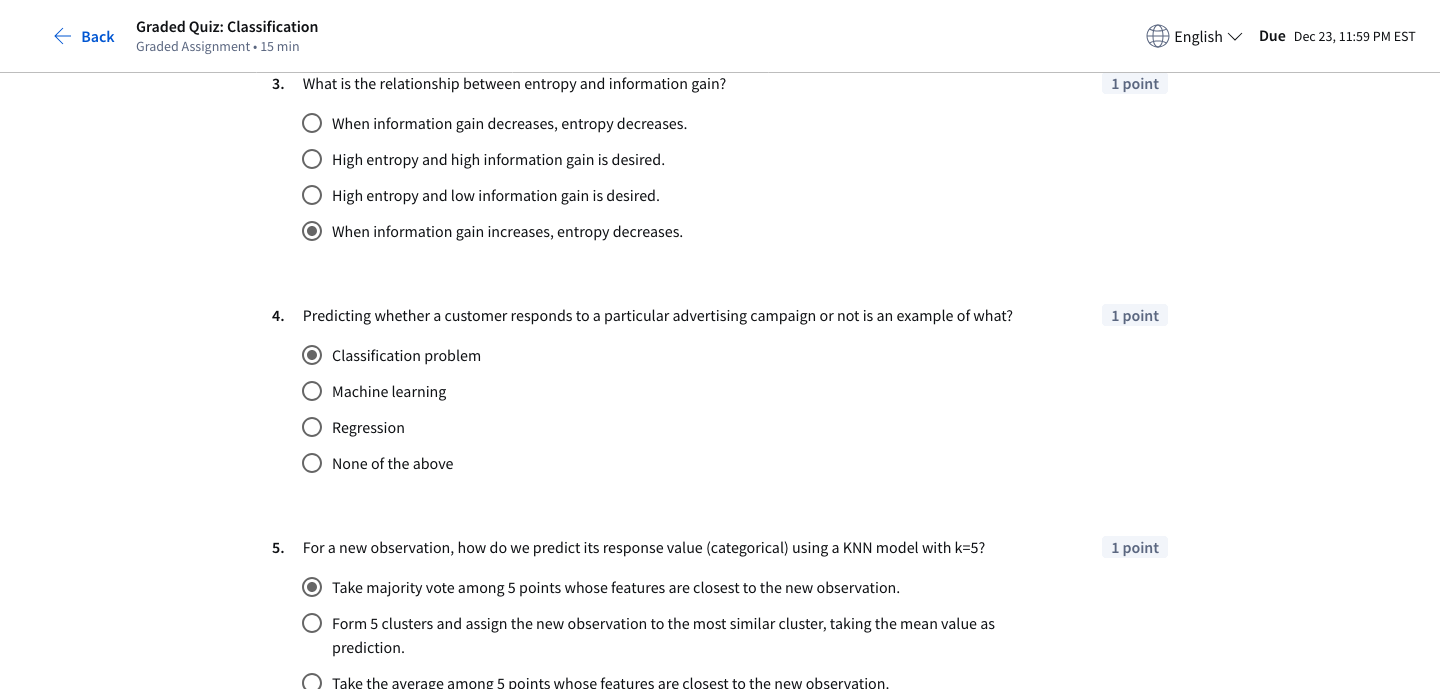 Back
Graded Quiz: Classification
Graded Assignment • 15 min
English
Due Dec 23, 11:59 PM EST
3. What is the relationship between entropy and information gain? 1 point
When information gain decreases, entropy decreases.
High entropy and high information gain is desired.
High entropy and low information gain is desired.
When information gain increases, entropy decreases.
4. Predicting whether a customer responds to a particular advertising campaign or not is an example of what? 1 point
Classification problem
Machine learning
Regression
None of the above
5. For a new observation, how do we predict its response value (categorical) using a KNN model with k=5? 1 point
Take majority vote among 5 points whose features are closest to the new observation.
Form 5 clusters and assign the new observation to the most similar cluster, taking the mean value as
prediction.
Take the average among 5 points whose features are closest to the new observation.